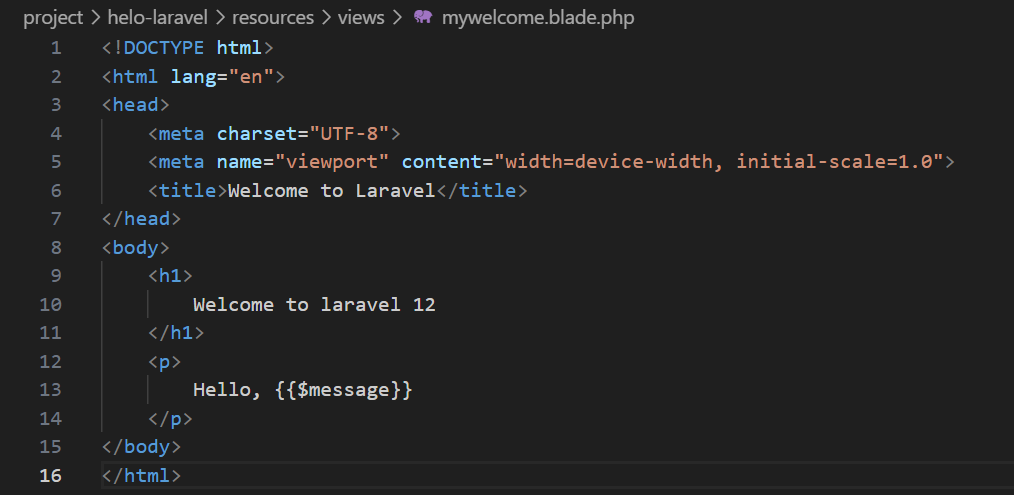 project > helo-laravel > resources > views > mywelcome.blade.php
1 <!DOCTYPE html>
2 <html lang="en">
3 <head>
4     <meta charset="UTF-8">
5     <meta name="viewport" content="width=device-width, initial-scale=1.0">
6     <title>Welcome to Laravel</title>
7 </head>
8 <body>
9     <h1>
10         Welcome to laravel 12
11     </h1>
12     <p>
13         Hello, {{$message}}
14     </p>
15 </body>
16 </html>